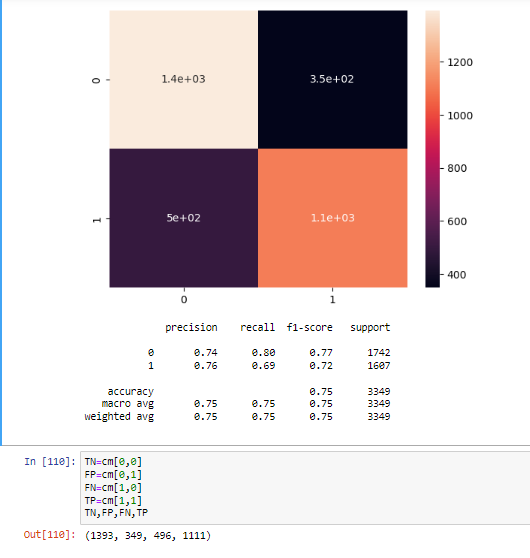 1200
0
1.4e+03 3.5e+02
1000
800
1
5e+02 1.1e+03
600
400
0 1
precision recall f1-score support
0 0.74 0.80 0.77 1742
1 0.76 0.69 0.72 1607
accuracy 0.75 3349
macro avg 0.75 0.75 0.75 3349
weighted avg 0.75 0.75 0.75 3349
In [110]: TN=cm[0,0]
FP=cm[0,1]
FN=cm[1,0]
TP=cm[1,1]
TN,FP,FN,TP
Out[110]: (1393, 349, 496, 1111)